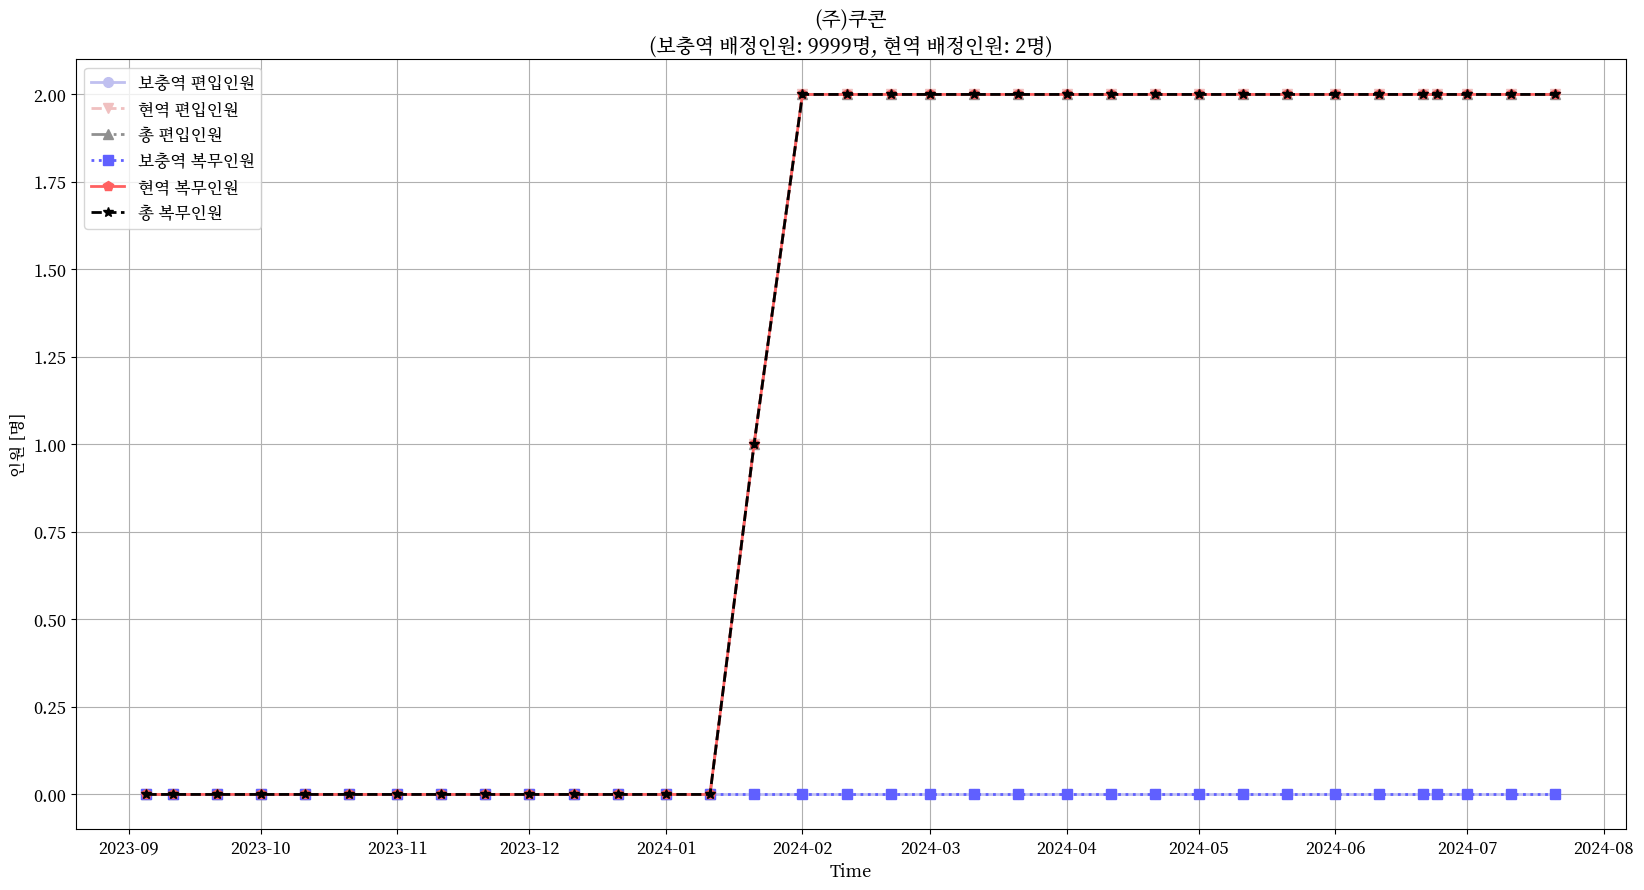 (주)쿠콘
(보충역 배정인원: 9999명, 현역 배정인원: 2명)
보충역 편입인원
현역 편입인원
총 편입인원
보충역 복무인원
현역 복무인원
총 복무인원
2.00
1.75
1.50
1.25
1.00
0.75
0.50
0.25
0.00
인원 [명]
2023-09 2023-10 2023-11 2023-12 2024-01 2024-02 2024-03 2024-04 2024-05 2024-06 2024-07 2024-08
Time